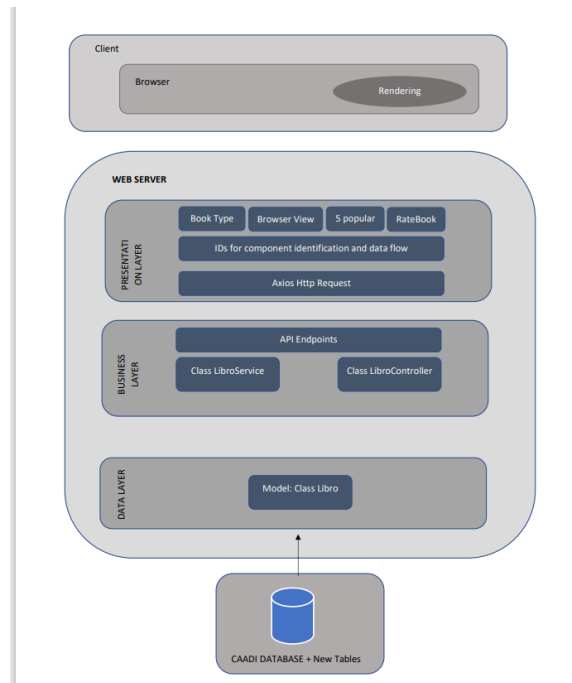 Client
Browser
Rendering
WEB SERVER
PRESENTATI
ON LAYER
Book Type
Browser View
5 popular
RateBook
IDs for component identification and data flow
Axios Http Request
BUSINESS
LAYER
API Endpoints
Class LibroService
Class LibroController
DATA LAYER
Model: Class Libro
CAADI DATABASE + New Tables